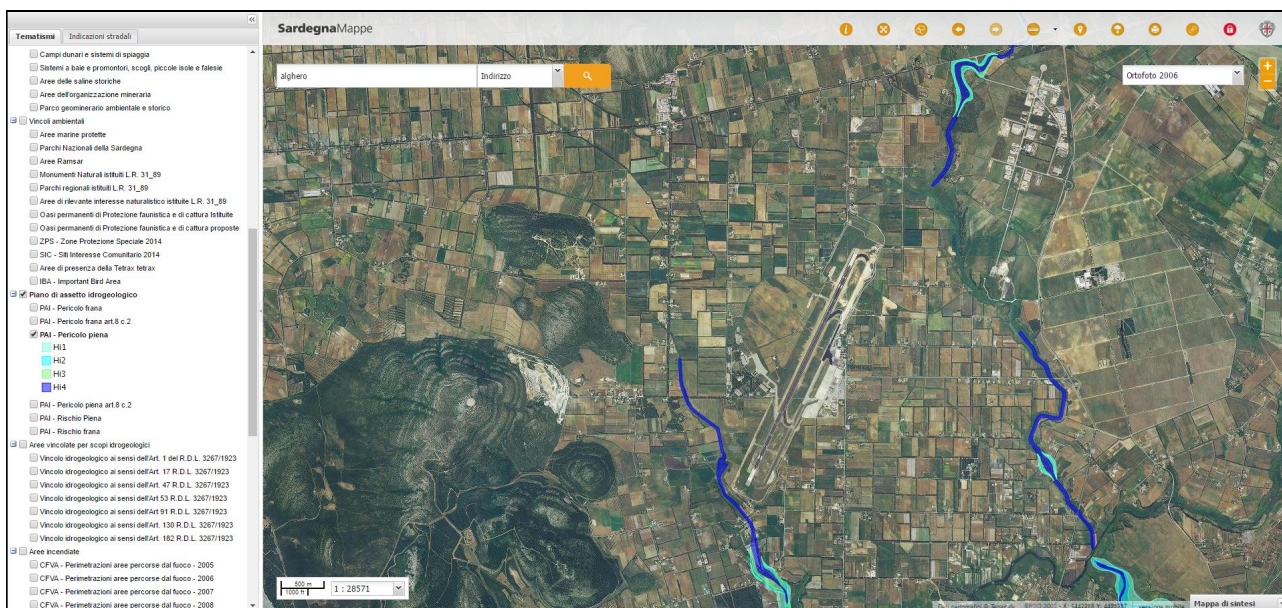 Tematismi
Indicazioni stradali
Campi dunari e sistemi di spiaggia
Sistemi a baie e promontori, scogli, piccole isole e falesie
Aree delle saline storiche
Aree dell'organizzazione mineraria
Parco geominerario ambientale e storico
Vincoli ambientali
Aree marine protette
Parchi Nazionali della Sardegna
Aree Ramsar
Monumenti Naturali istituiti L.R. 31_89
Parchi regionali istituiti L.R. 31_89
Aree di rilevante interesse naturalistico istituite L.R. 31_89
Oasi permanenti di Protezione faunistica e di cattura Istituite
Oasi permanenti di Protezione faunistica e di cattura proposte
ZPS - Zone Protezione Speciale 2014
SIC - Siti Interesse Comunitario 2014
Aree di presenza della Tetrax tetrax
IBA - Important Bird Area
Piano di assetto idrogeologico
PAI - Pericolo frana
PAI - Pericolo frana art.8 c.2
PAI - Pericolo piena
Hi1
Hi2
Hi3
Hi4
PAI - Pericolo piena art.8 c.2
PAI - Rischio Piena
PAI - Rischio frana
Aree vincolate per scopi idrogeologici
Vincolo idrogeologico ai sensi dell'Art. 1 del R.D.L. 3267/1923
Vincolo idrogeologico ai sensi dell'Art. 17 R.D.L. 3267/1923
Vincolo idrogeologico ai sensi dell'Art. 47 R.D.L. 3267/1923
Vincolo idrogeologico ai sensi dell'Art 53 R.D.L. 3267/1923
Vincolo idrogeologico ai sensi dell'Art 91 R.D.L. 3267/1923
Vincolo idrogeologico ai sensi dell'Art. 130 R.D.L. 3267/1923
Vincolo idrogeologico ai sensi dell'Art. 182 R.D.L. 3267/1923
Aree incendiate
CFVA - Perimetrazioni aree percorse dal fuoco - 2005
CFVA - Perimetrazioni aree percorse dal fuoco - 2006
CFVA - Perimetrazioni aree percorse dal fuoco - 2007
CFVA - Perimetrazioni aree percorse dal fuoco - 2008
SardegnaMappe
alghero
Indirizzo
Ortofoto 2006
500 m
1000 ft
1 : 28571
Mappa di sintesi